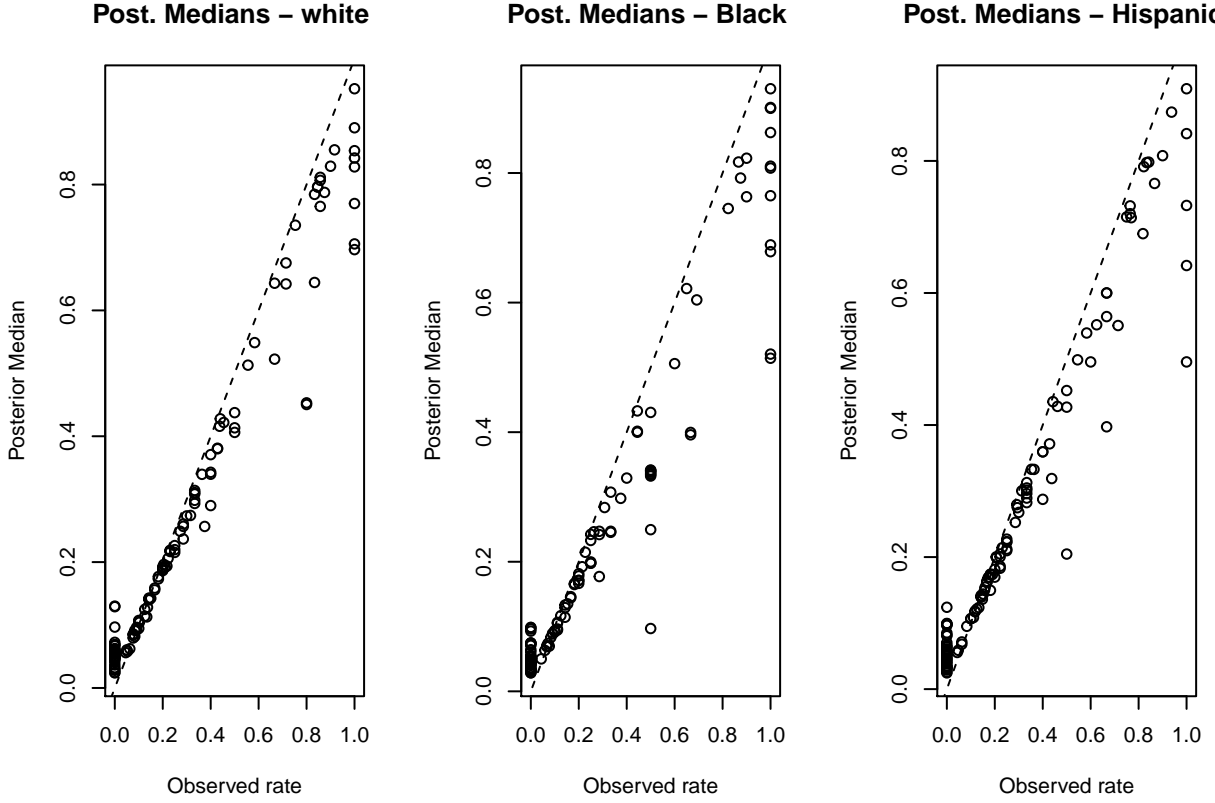 Post. Medians – white
0.8
0.6
0.4
0.2
0.0
Posterior Median
0.0 0.2 0.4 0.6 0.8 1.0
Observed rate
Post. Medians – Black
0.8
0.6
0.4
0.2
0.0
Posterior Median
0.0 0.2 0.4 0.6 0.8 1.0
Observed rate
Post. Medians – Hispanic
0.8
0.6
0.4
0.2
0.0
Posterior Median
0.0 0.2 0.4 0.6 0.8 1.0
Observed rate